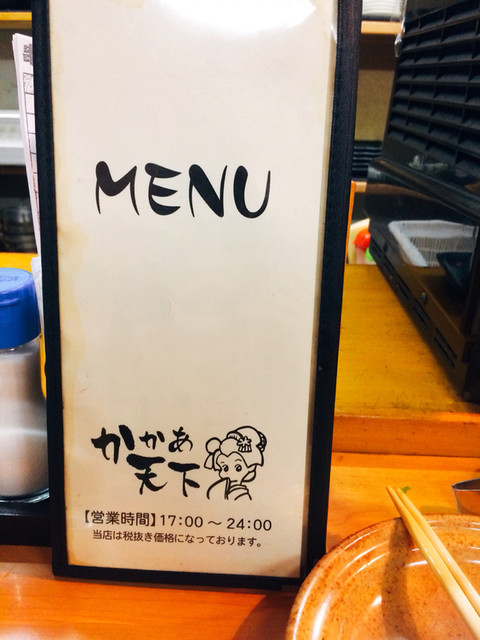 MENU
かかあ
天下
【営業時間】17:00～24:00
当店は税抜き価格になっております。